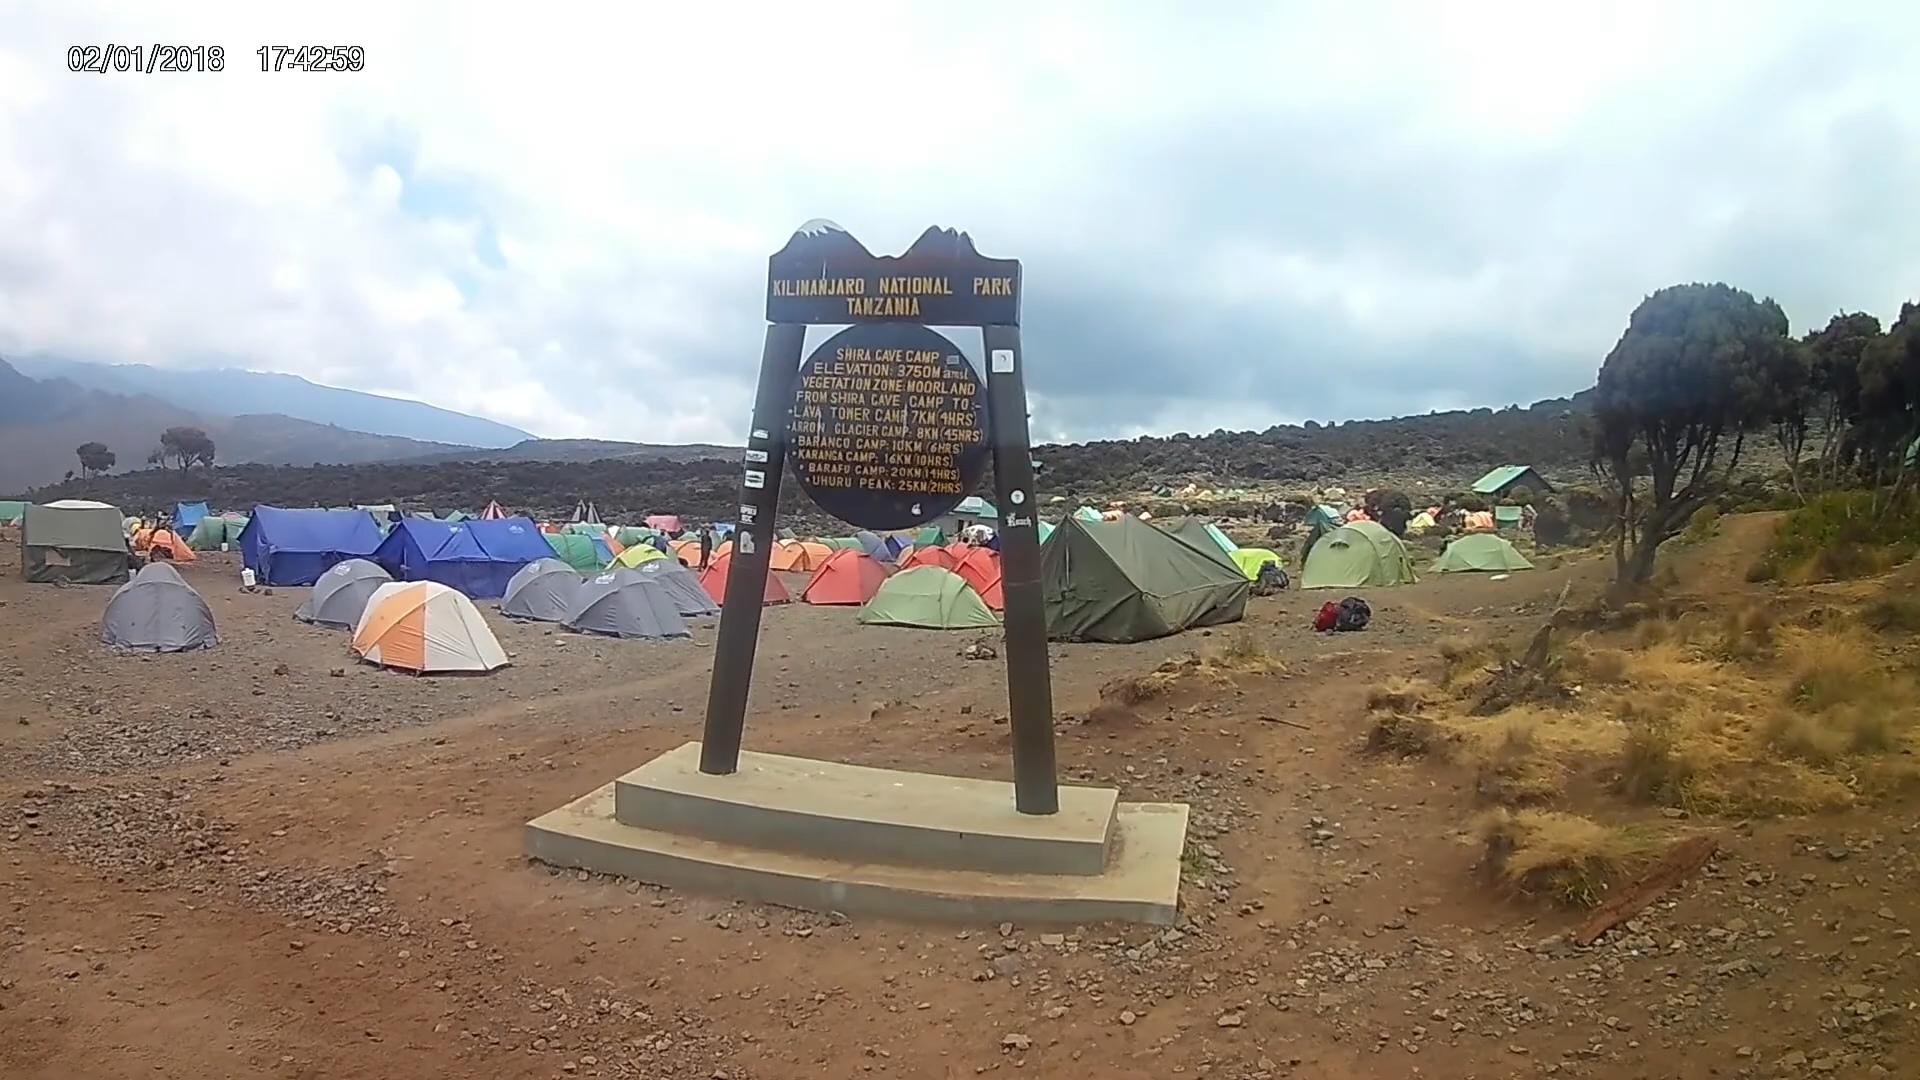 02/01/2018 17:42:59
KILIMANJARO NATIONAL PARK
TANZANIA
SHIRA CAVE CAMP
ELEVATION: 3750M amsl
VEGETATION ZONE: MOORLAND
FROM SHIRA CAVE CAMP TO:-
• LAVA TOWER CAMP: 7KM (4HRS)
• ARROW GLACIER CAMP: 8KM (45HRS)
• BARANCO CAMP: 10KM (6HRS)
• KARANGA CAMP: 16KM (10HRS)
• BARAFU CAMP: 20KM (14HRS)
• UHURU PEAK: 25KM (21HRS)
Roach